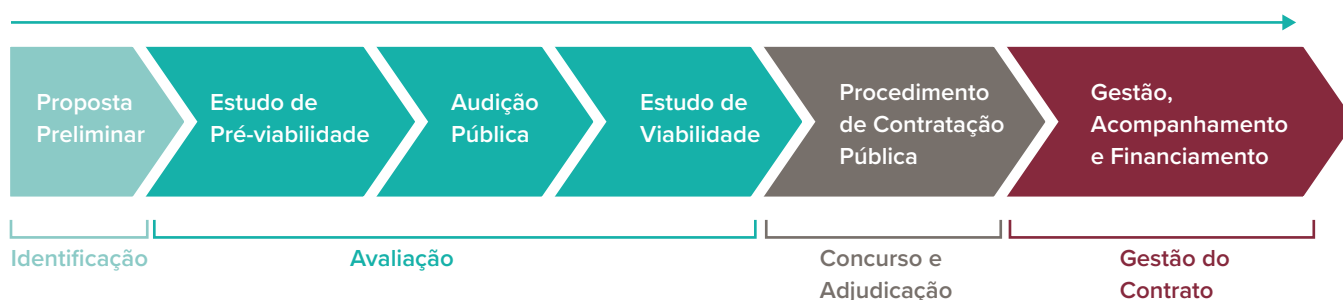 Proposta
Preliminar
Estudo de
Pré-viabilidade
Audição
Pública
Estudo de
Viabilidade
Procedimento
de Contratação
Pública
Gestão,
Acompanhamento
e Financiamento
Identificação
Avaliação
Concurso e
Adjudicação
Gestão do
Contrato